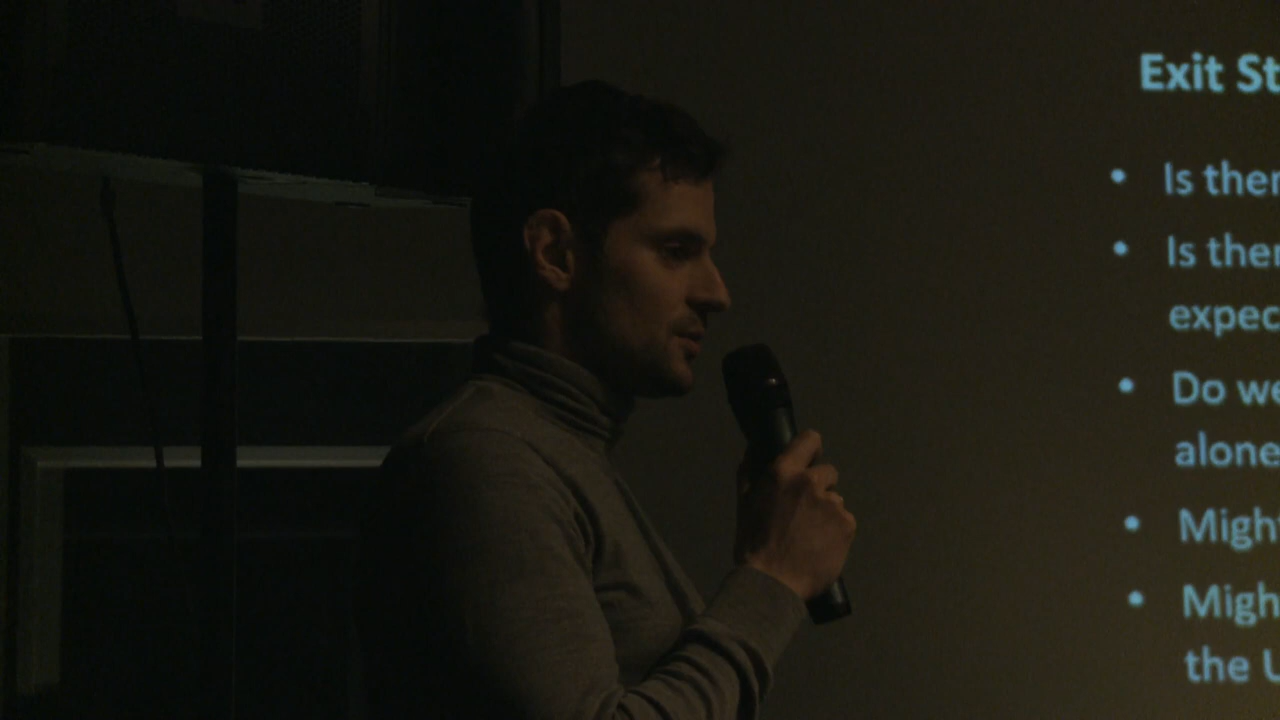 Exit St
• Is ther
• Is ther
expec
• Do we
alone
• Migh
• Migh
the U